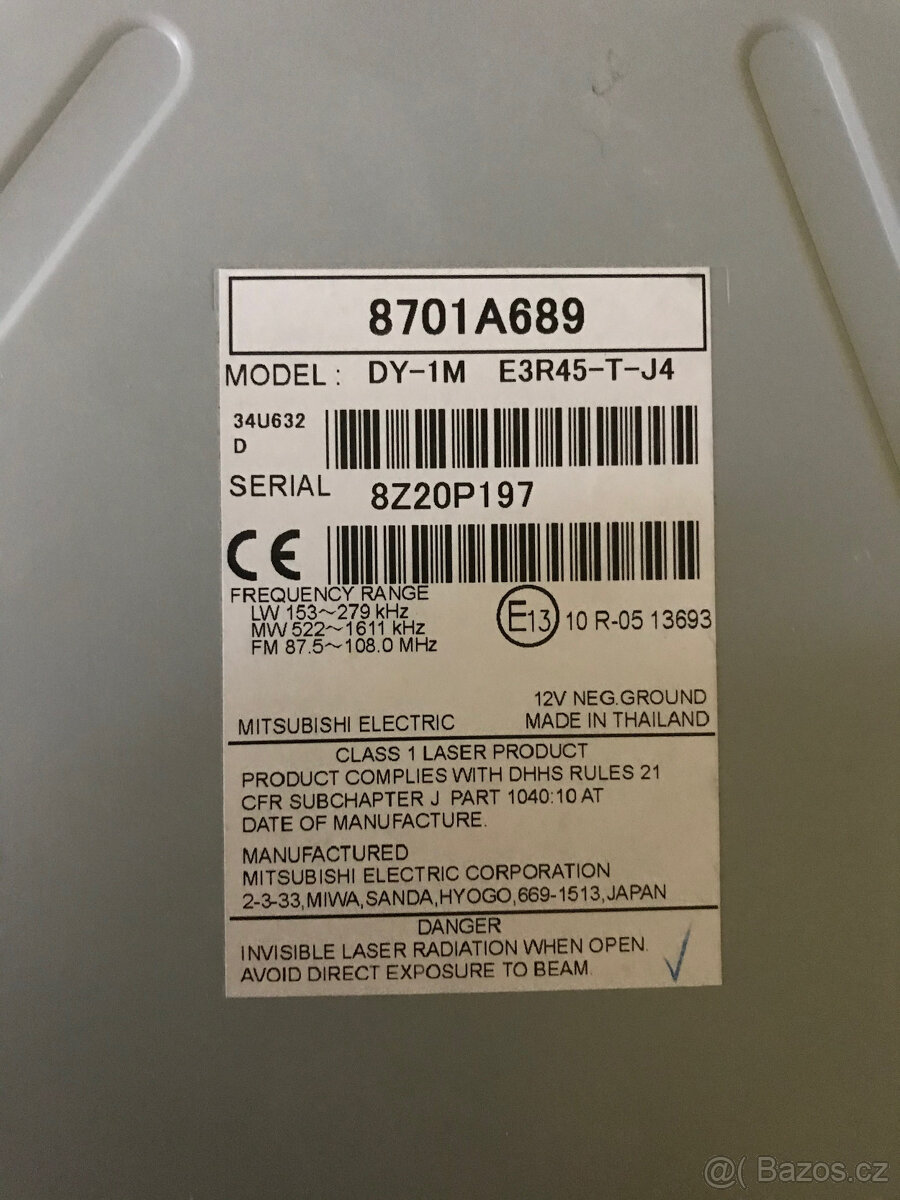 8701A689
MODEL : DY-1M E3R45-T-J4
34U632
D
SERIAL 8Z20P197
CE
FREQUENCY RANGE
LW 153～279 kHz
MW 522～1611 kHz
FM 87.5～108.0 MHz
E13 10 R-05 13693
12V NEG.GROUND
MITSUBISHI ELECTRIC MADE IN THAILAND
CLASS 1 LASER PRODUCT
PRODUCT COMPLIES WITH DHHS RULES 21
CFR SUBCHAPTER J PART 1040:10 AT
DATE OF MANUFACTURE.
MANUFACTURED
MITSUBISHI ELECTRIC CORPORATION
2-3-33,MIWA,SANDA,HYOGO,669-1513,JAPAN
DANGER
INVISIBLE LASER RADIATION WHEN OPEN.
AVOID DIRECT EXPOSURE TO BEAM.
@( Bazos.cz